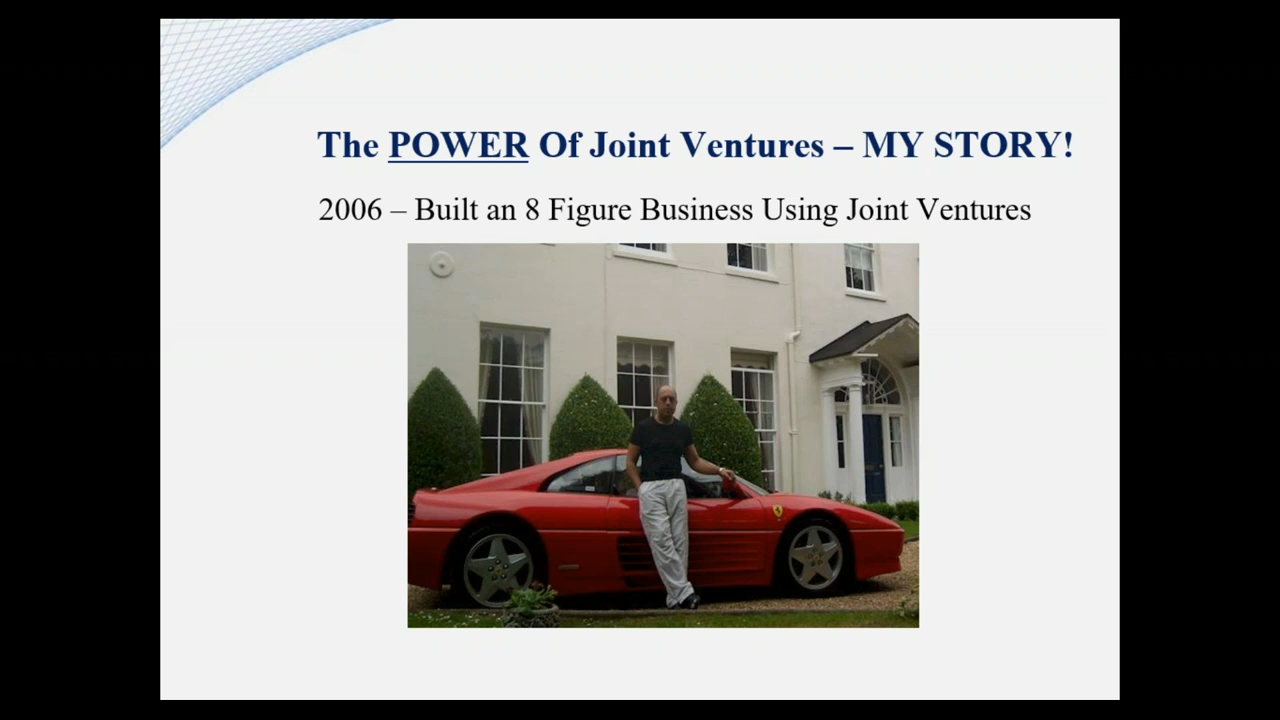 The POWER Of Joint Ventures – MY STORY!
2006 – Built an 8 Figure Business Using Joint Ventures